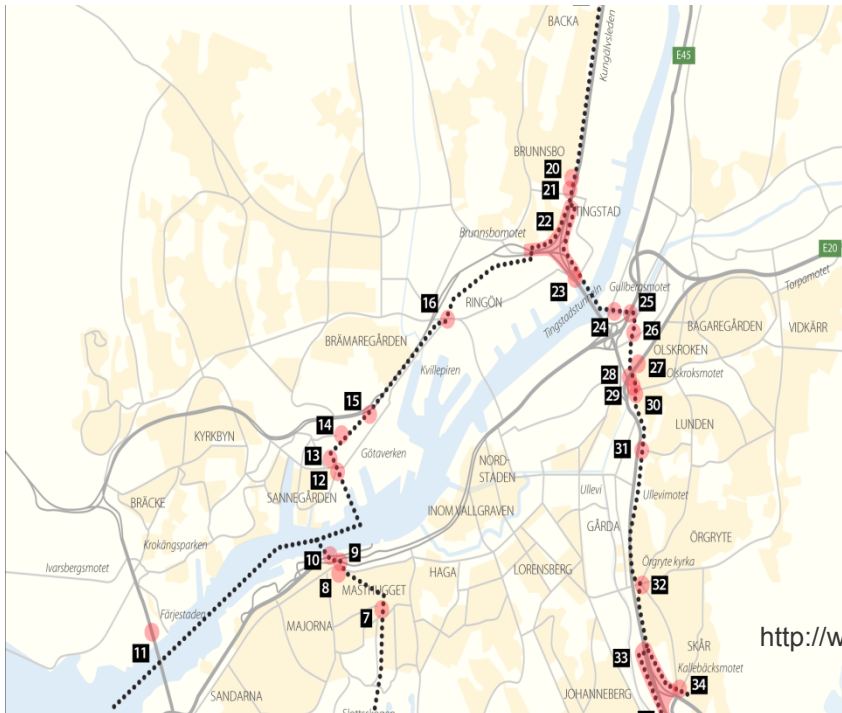 BACKA
Kungälvsleden
E45
BRUNNSBO
20
21
TINGSTAD
22
Brunnsbomotet
E20
Torpamotet
23
Tingstadstunneln
Gullbergsmotet
25
16
RINGÖN
24
26
BAGAREGÅRDEN
VIDKÄRR
BRÄMAREGÅRDEN
OLSKROKEN
27
Olskroksmotet
Kvillepiren
28
29
30
15
LUNDEN
14
KYRKBYN
Götaverken
31
13
NORD-
STADEN
12
SANNEGÅRDEN
Ullevi
Ullevimotet
BRÄCKE
INOM VALLGRAVEN
GÅRDA
ÖRGRYTE
Krokängsparken
10
9
Ivarsbergsmotet
HAGA
LORENSBERG
Örgryte kyrka
8
MASTHUGGET
32
7
Färjestaden
MAJORNA
http://w
11
33
SKÅR
Kallebäcksmotet
34
SANDARNA
JOHANNEBERG